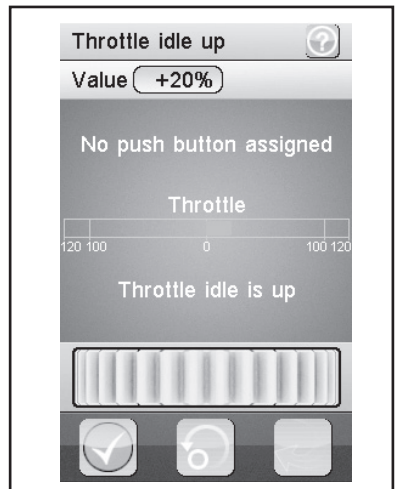 Throttle idle up ?
Value +20%
No push button assigned
Throttle
120 100 0 100 120
Throttle idle is up